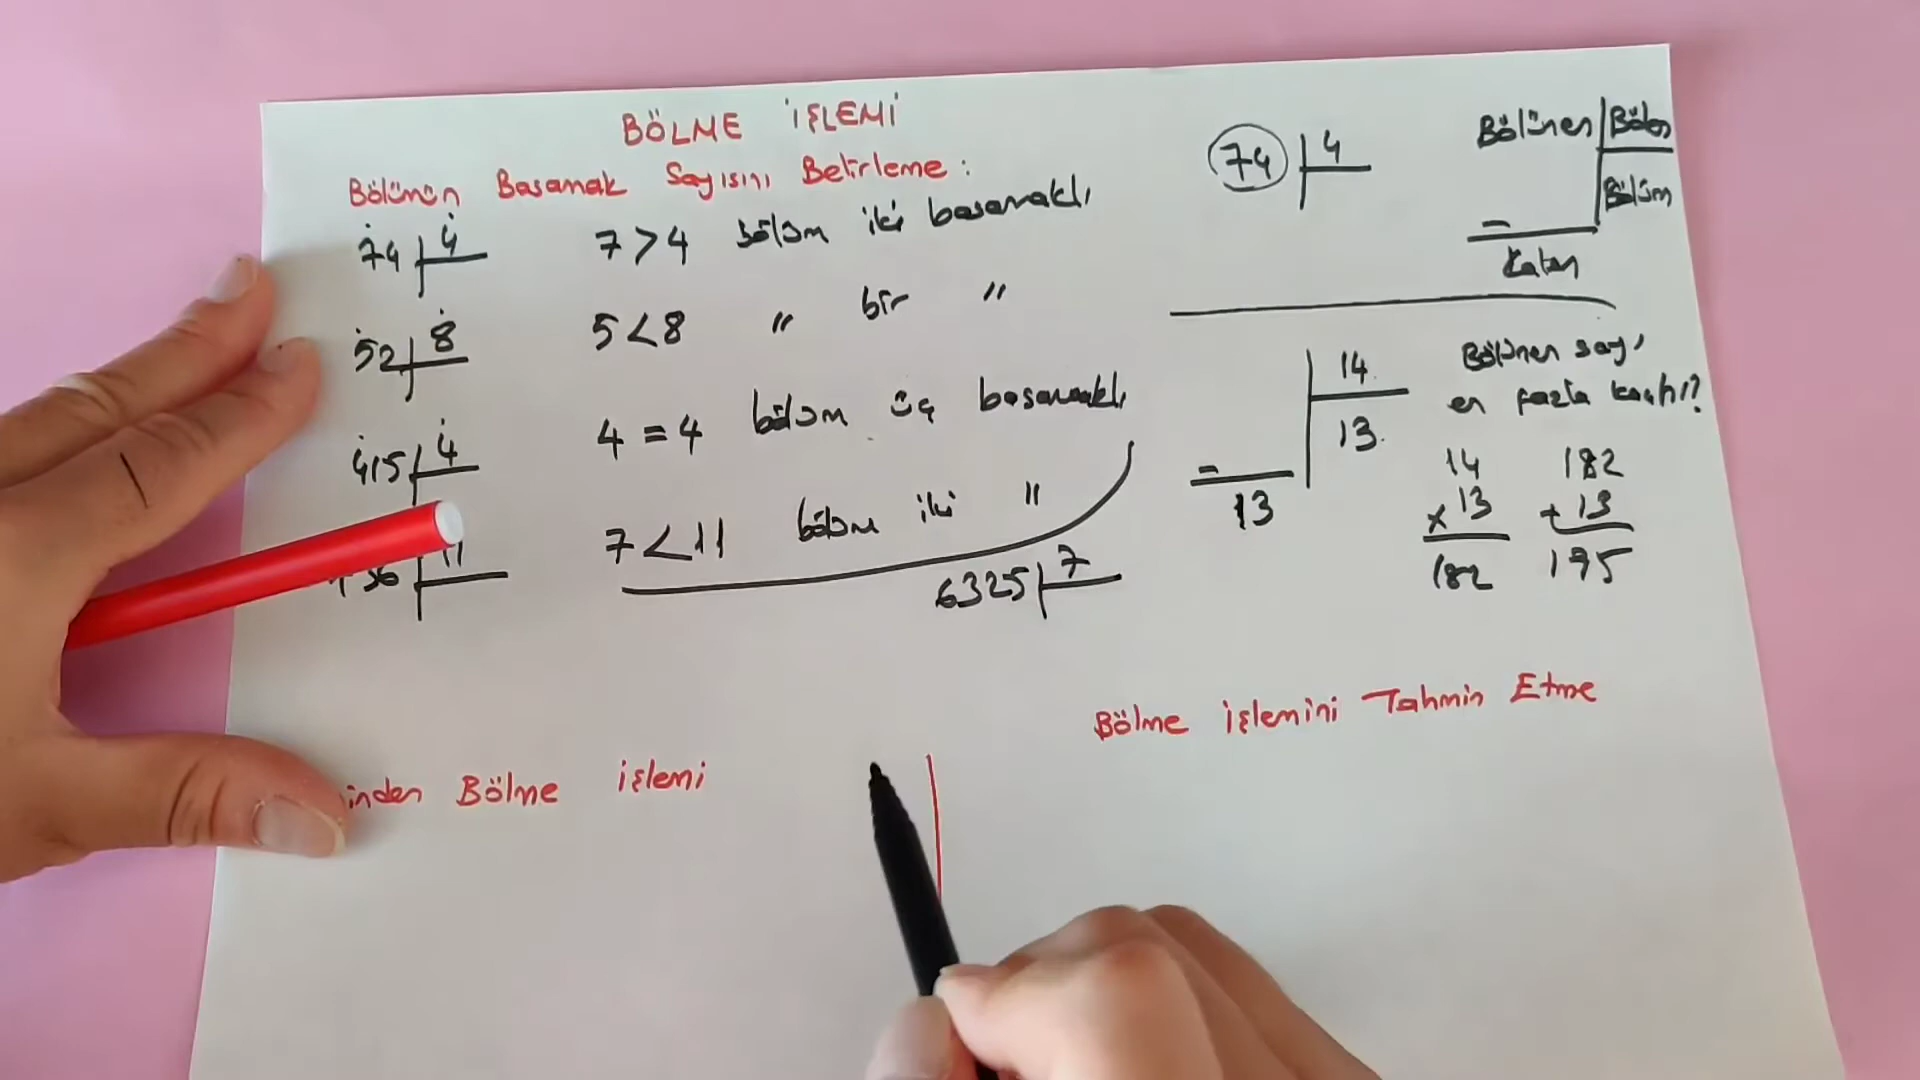 BÖLME İŞLEMİ
Bölümün Basamak Sayısını Belirleme:
74 | 4    7 > 4 bölüm iki basamaklı
52 | 8    5 < 8 " bir "
415 | 4    4 = 4 bölüm üç basamaklı
36 | 11    7 < 11 bölüm iki "
6325 | 7
74 | 4
Bölünen | Bölen
Bölüm
-
Kalan
14
13
-
13
Bölünen sayı
en fazla kaçtır?
14
x 13
182
182
+ 13
195
Bölme işlemini Tahmin Etme
inden Bölme işlemi